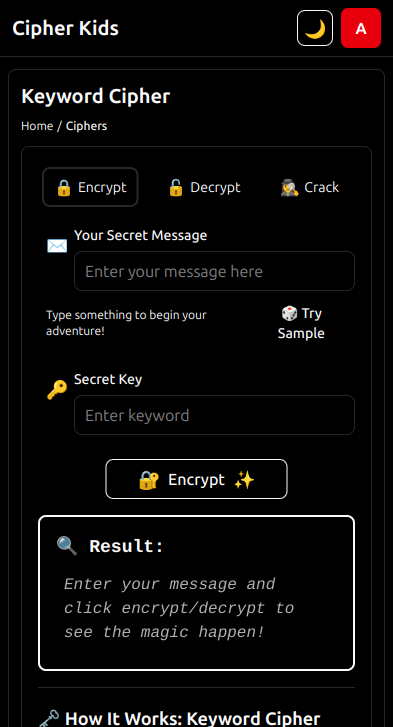 Cipher Kids
A
Keyword Cipher
Home / Ciphers
Encrypt
Decrypt
Crack
Your Secret Message
Enter your message here
Type something to begin your
adventure!
Try
Sample
Secret Key
Enter keyword
Encrypt
Result:
Enter your message and
click encrypt/decrypt to
see the magic happen!
How It Works: Keyword Cipher